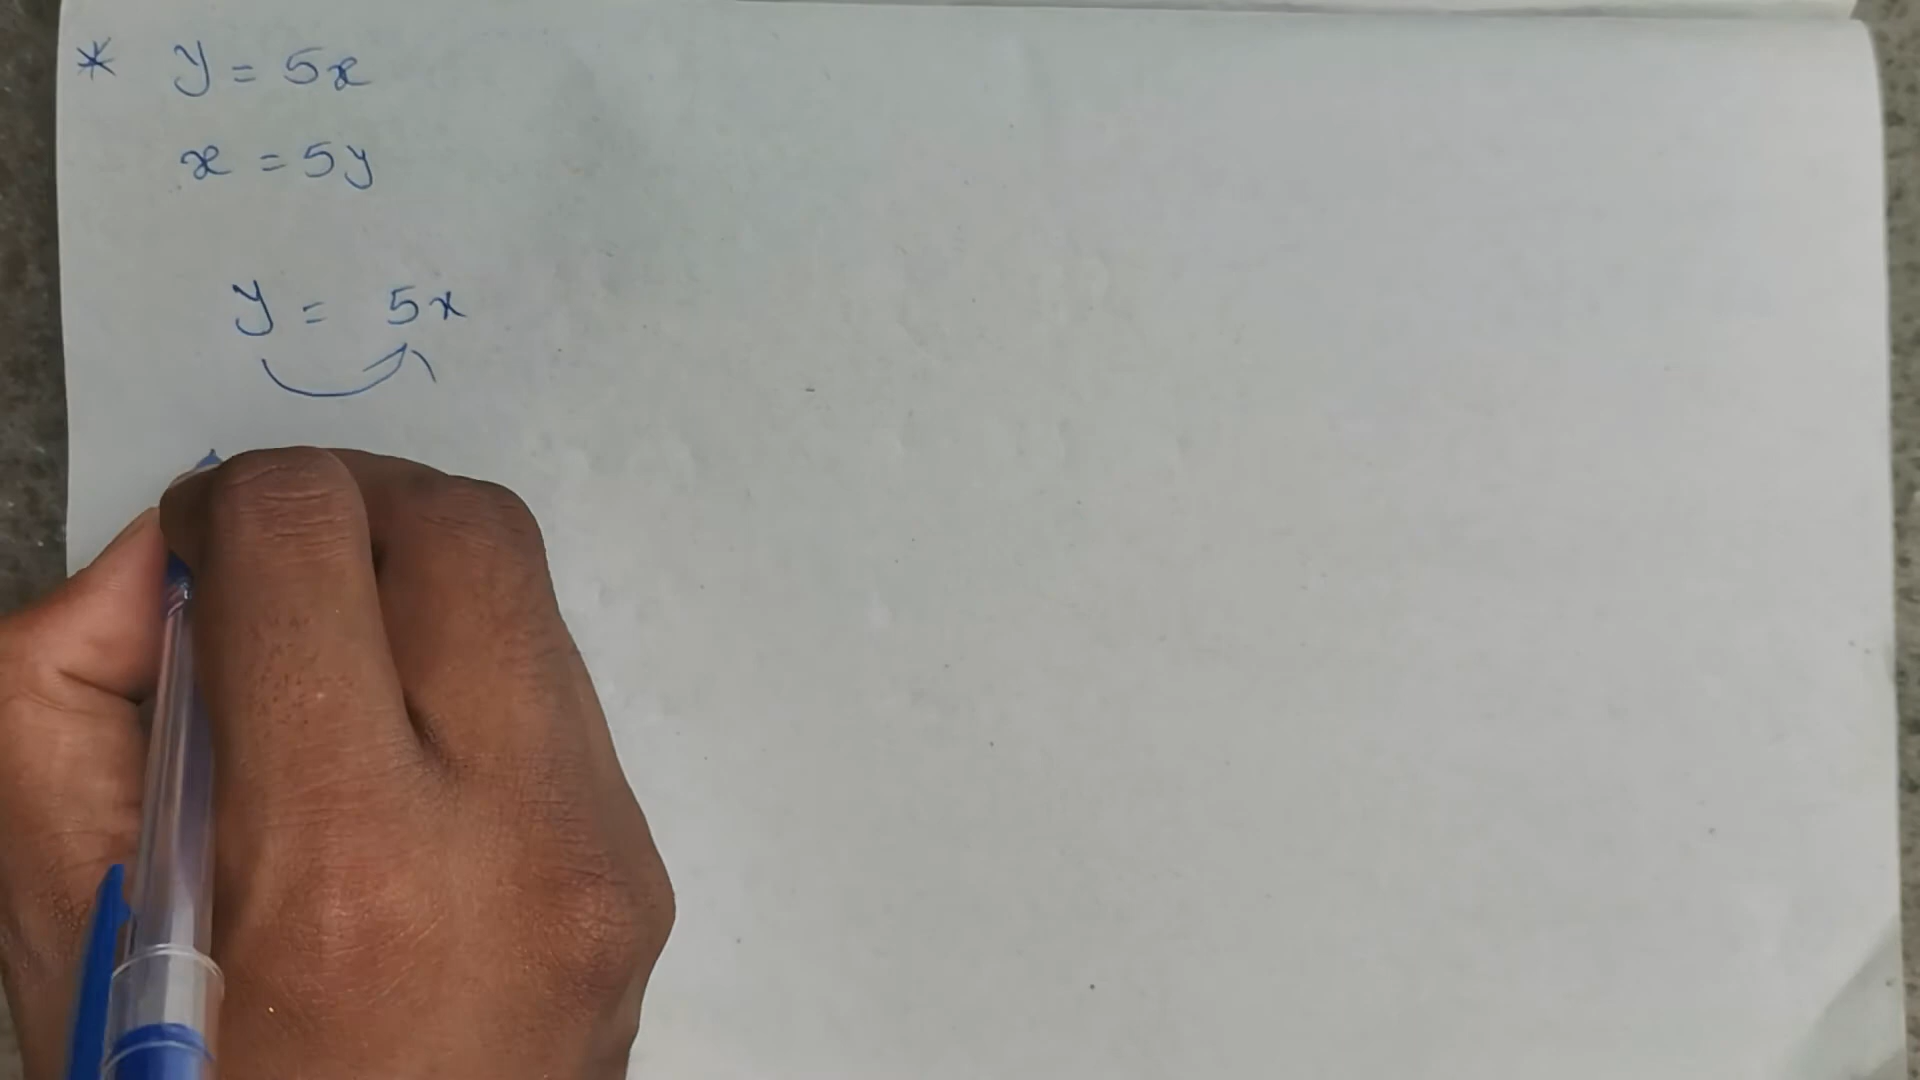 * y = 5x
x = 5y
y = 5x